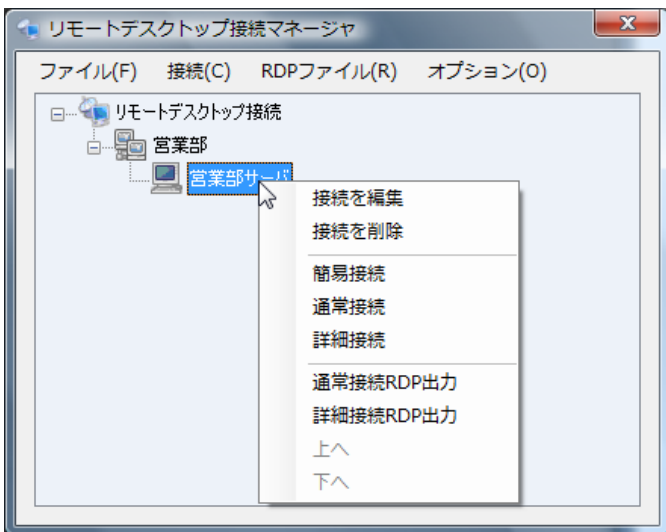 リモートデスクトップ接続マネージャ
ファイル(F) 接続(C) RDPファイル(R) オプション(O)
リモートデスクトップ接続
営業部
営業部サーバ
接続を編集
接続を削除
簡易接続
通常接続
詳細接続
通常接続RDP出力
詳細接続RDP出力
上へ
下へ